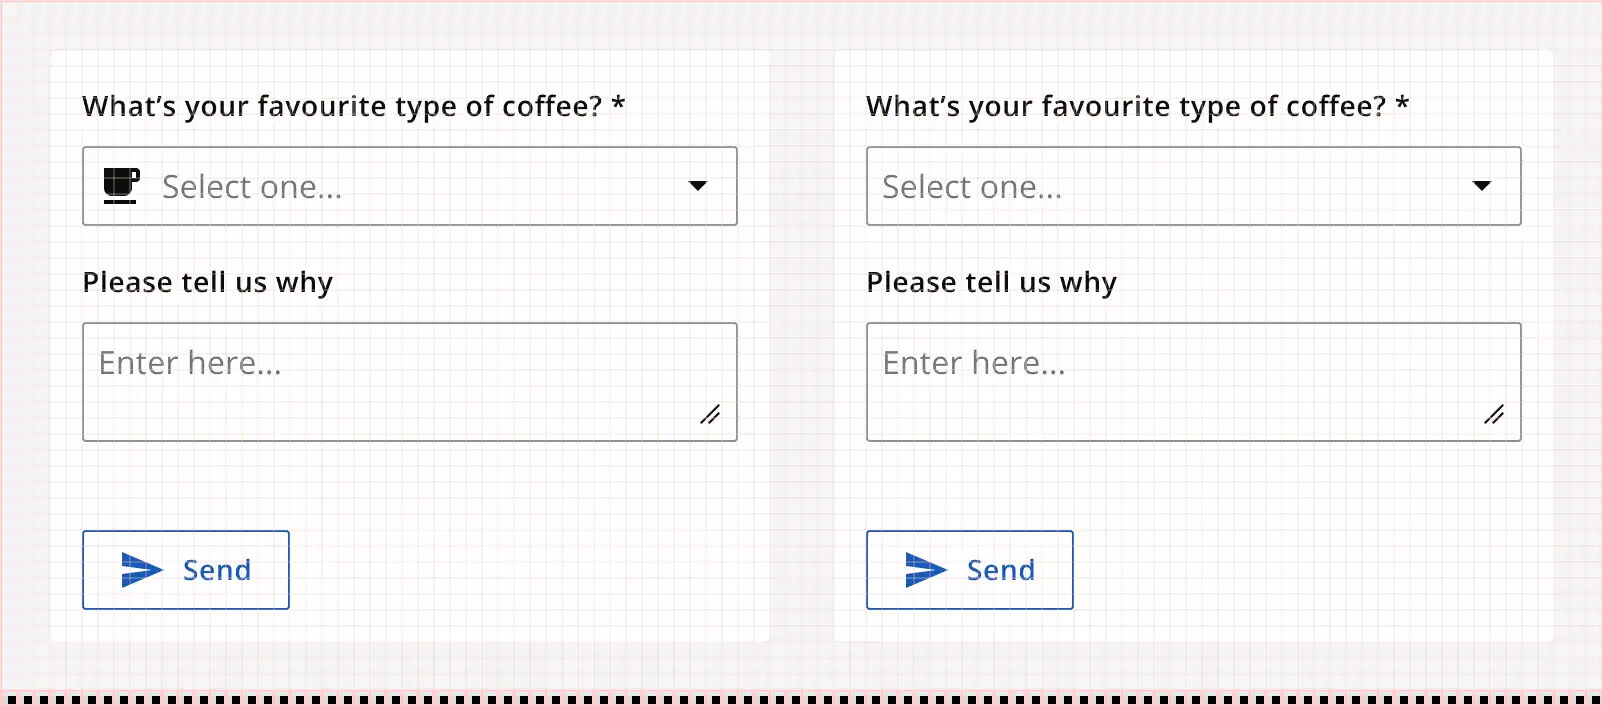 What’s your favourite type of coffee? *
Select one...
Please tell us why
Enter here...
Send
What’s your favourite type of coffee? *
Select one...
Please tell us why
Enter here...
Send